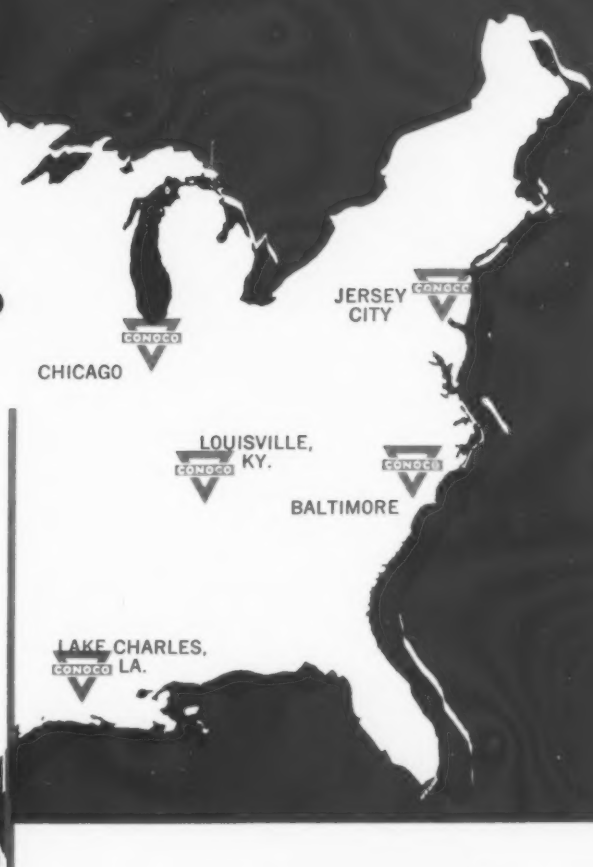 JERSEY
CITY
CONOCO
CONOCO
CHICAGO
LOUISVILLE,
KY.
CONOCO
CONOCO
BALTIMORE
LAKE CHARLES,
LA.
CONOCO